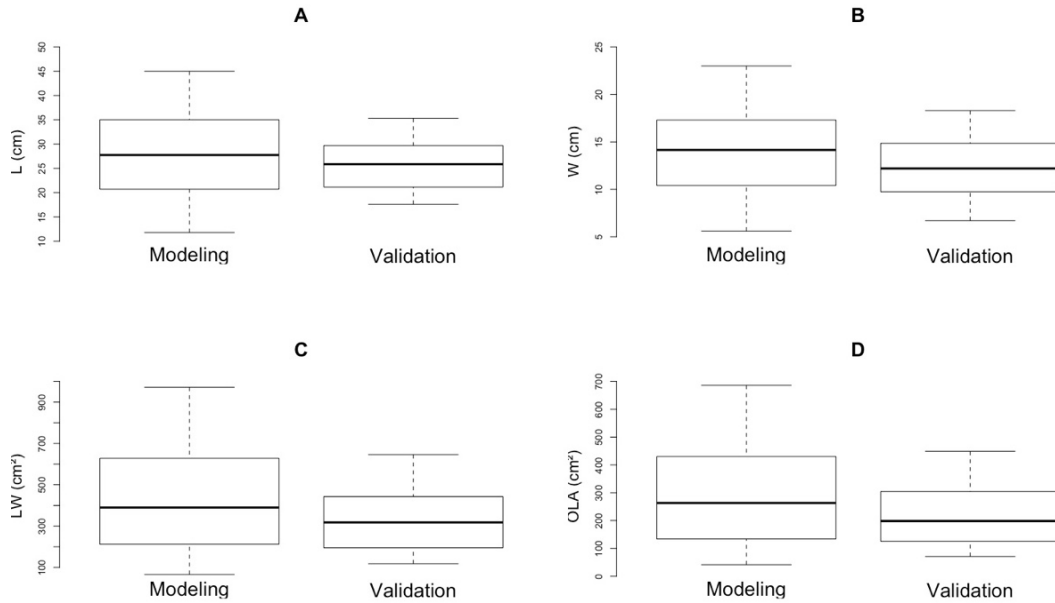 A
50
45
40
35
30
25
20
15
10
L (cm)
Modeling
Validation
B
25
20
15
10
5
W (cm)
Modeling
Validation
C
900
700
500
300
100
LW (cm²)
Modeling
Validation
D
700
600
500
400
300
200
100
0
OLA (cm²)
Modeling
Validation